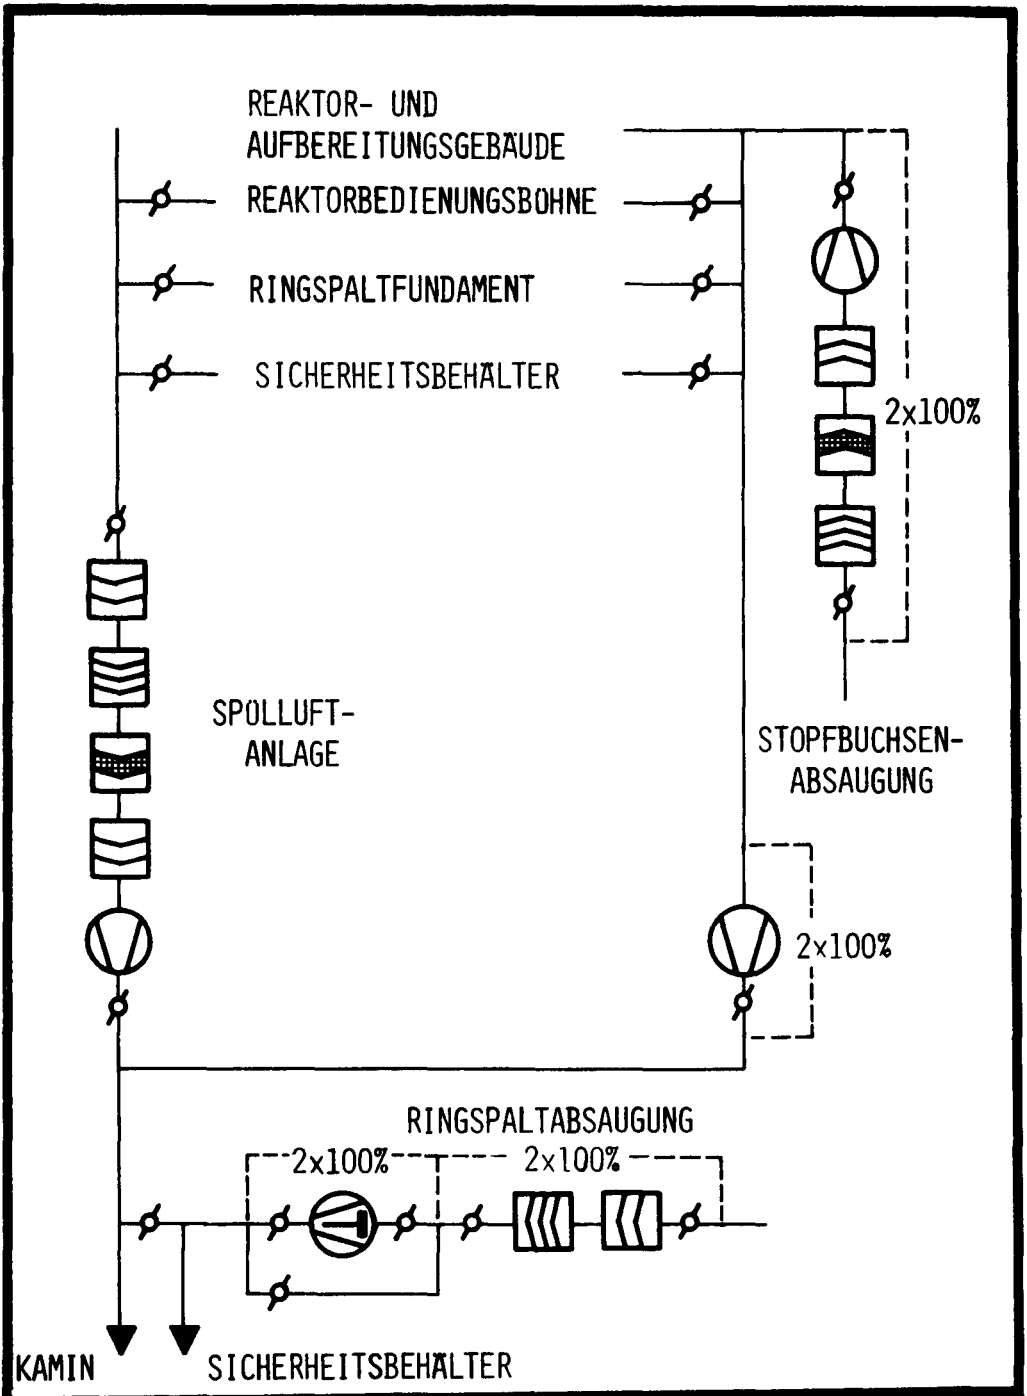 REAKTOR- UND
AUFBEREITUNGSGEBÄUDE
REAKTORBEDIENUNGSBÜHNE
RINGSPALTFUNDAMENT
SICHERHEITSBEHÄLTER
2x100%
SPÜLLUFT-
ANLAGE
STOPFBUCHSEN-
ABSAUGUNG
2x100%
RINGSPALTABSAUGUNG
2x100%
2x100%
KAMIN
SICHERHEITSBEHÄLTER